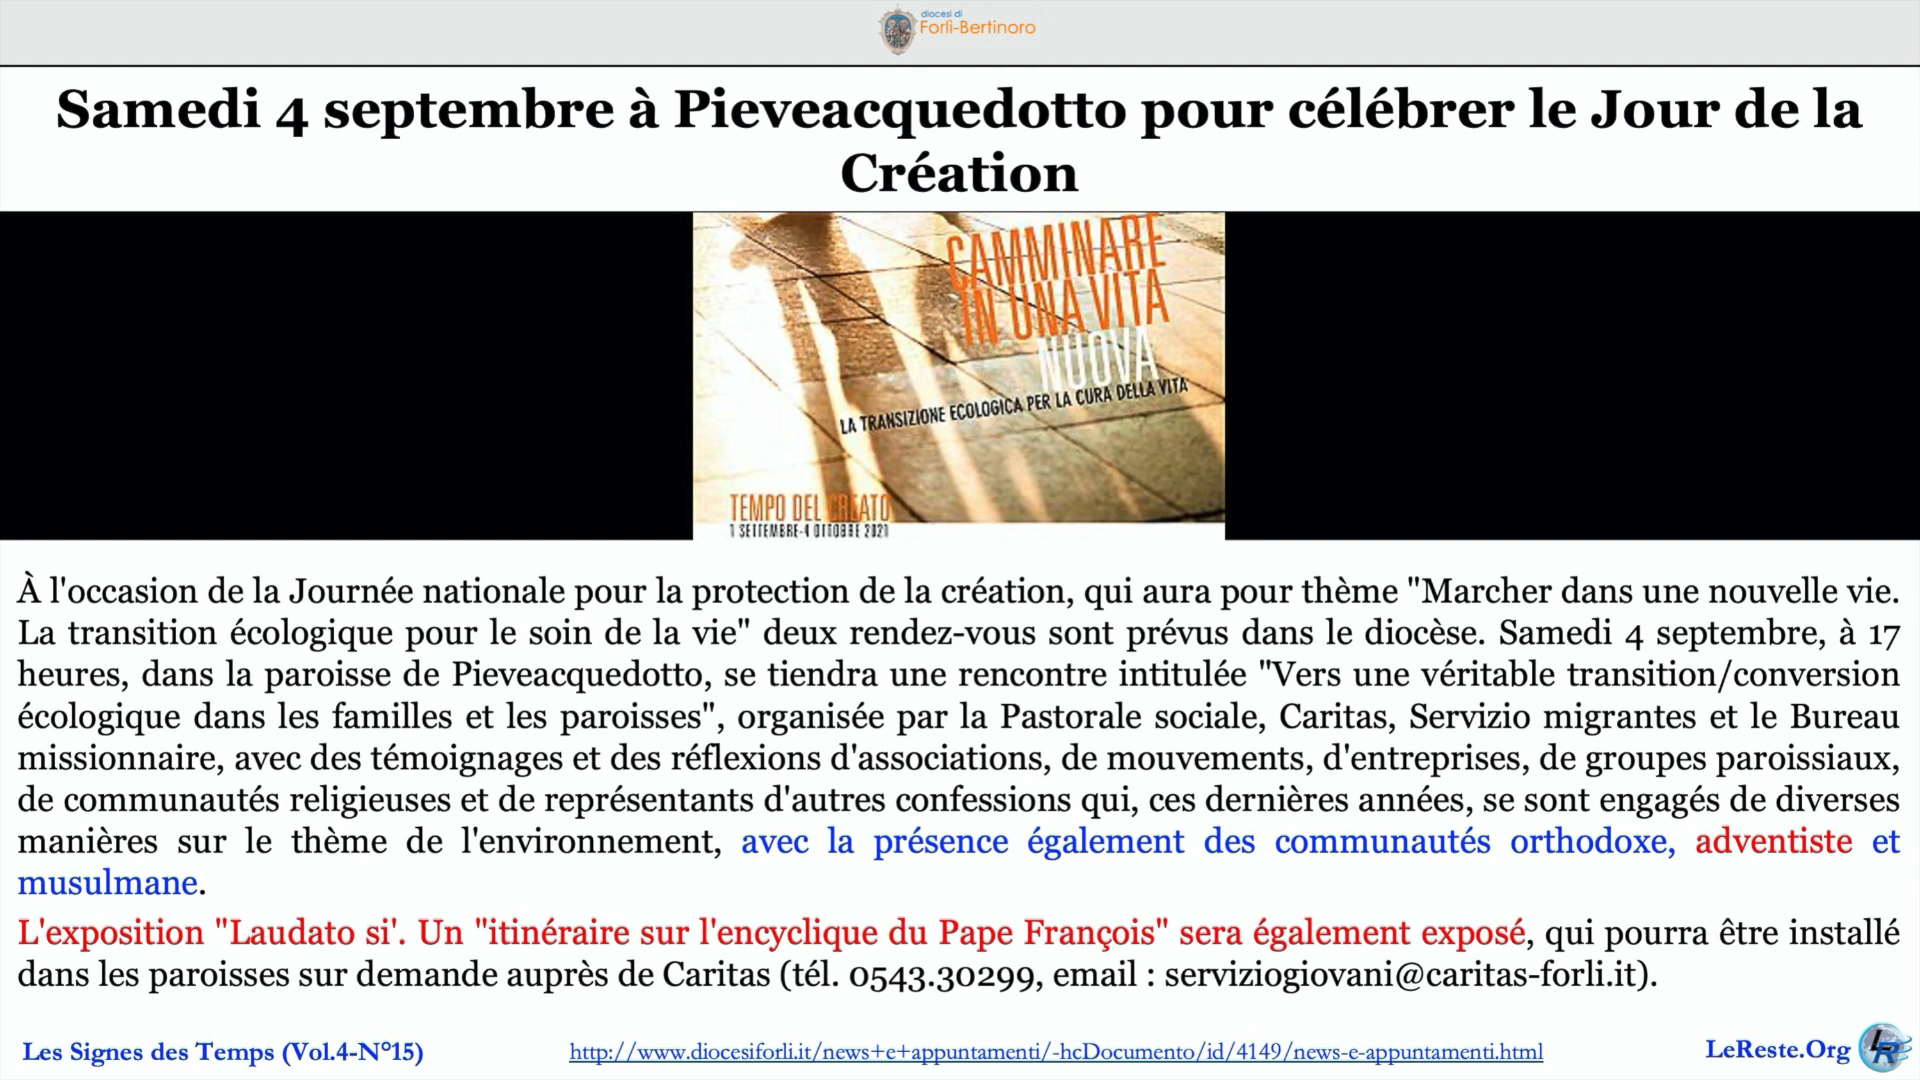 diocesi di
Forlì-Bertinoro
Samedi 4 septembre à Pieveacquedotto pour célébrer le Jour de la
Création
CAMMINARE
IN UNA VITA
NUOVA
LA TRANSIZIONE ECOLOGICA PER LA CURA DELLA VITA
TEMPO DEL CREATO
1 SETTEMBRE-4 OTTOBRE 2021
À l'occasion de la Journée nationale pour la protection de la création, qui aura pour thème "Marcher dans une nouvelle vie.
La transition écologique pour le soin de la vie" deux rendez-vous sont prévus dans le diocèse. Samedi 4 septembre, à 17
heures, dans la paroisse de Pieveacquedotto, se tiendra une rencontre intitulée "Vers une véritable transition/conversion
écologique dans les familles et les paroisses", organisée par la Pastorale sociale, Caritas, Servizio migrantes et le Bureau
missionnaire, avec des témoignages et des réflexions d'associations, de mouvements, d'entreprises, de groupes paroissiaux,
de communautés religieuses et de représentants d'autres confessions qui, ces dernières années, se sont engagés de diverses
manières sur le thème de l'environnement, avec la présence également des communautés orthodoxe, adventiste et
musulmane.
L'exposition "Laudato si'. Un "itinéraire sur l'encyclique du Pape François" sera également exposé, qui pourra être installé
dans les paroisses sur demande auprès de Caritas (tél. 0543.30299, email : serviziogiovani@caritas-forli.it).
Les Signes des Temps (Vol.4-N°15)
http://www.diocesiforli.it/news+e+appuntamenti/-hcDocumento/id/4149/news-e-appuntamenti.html
LeReste.Org
LR